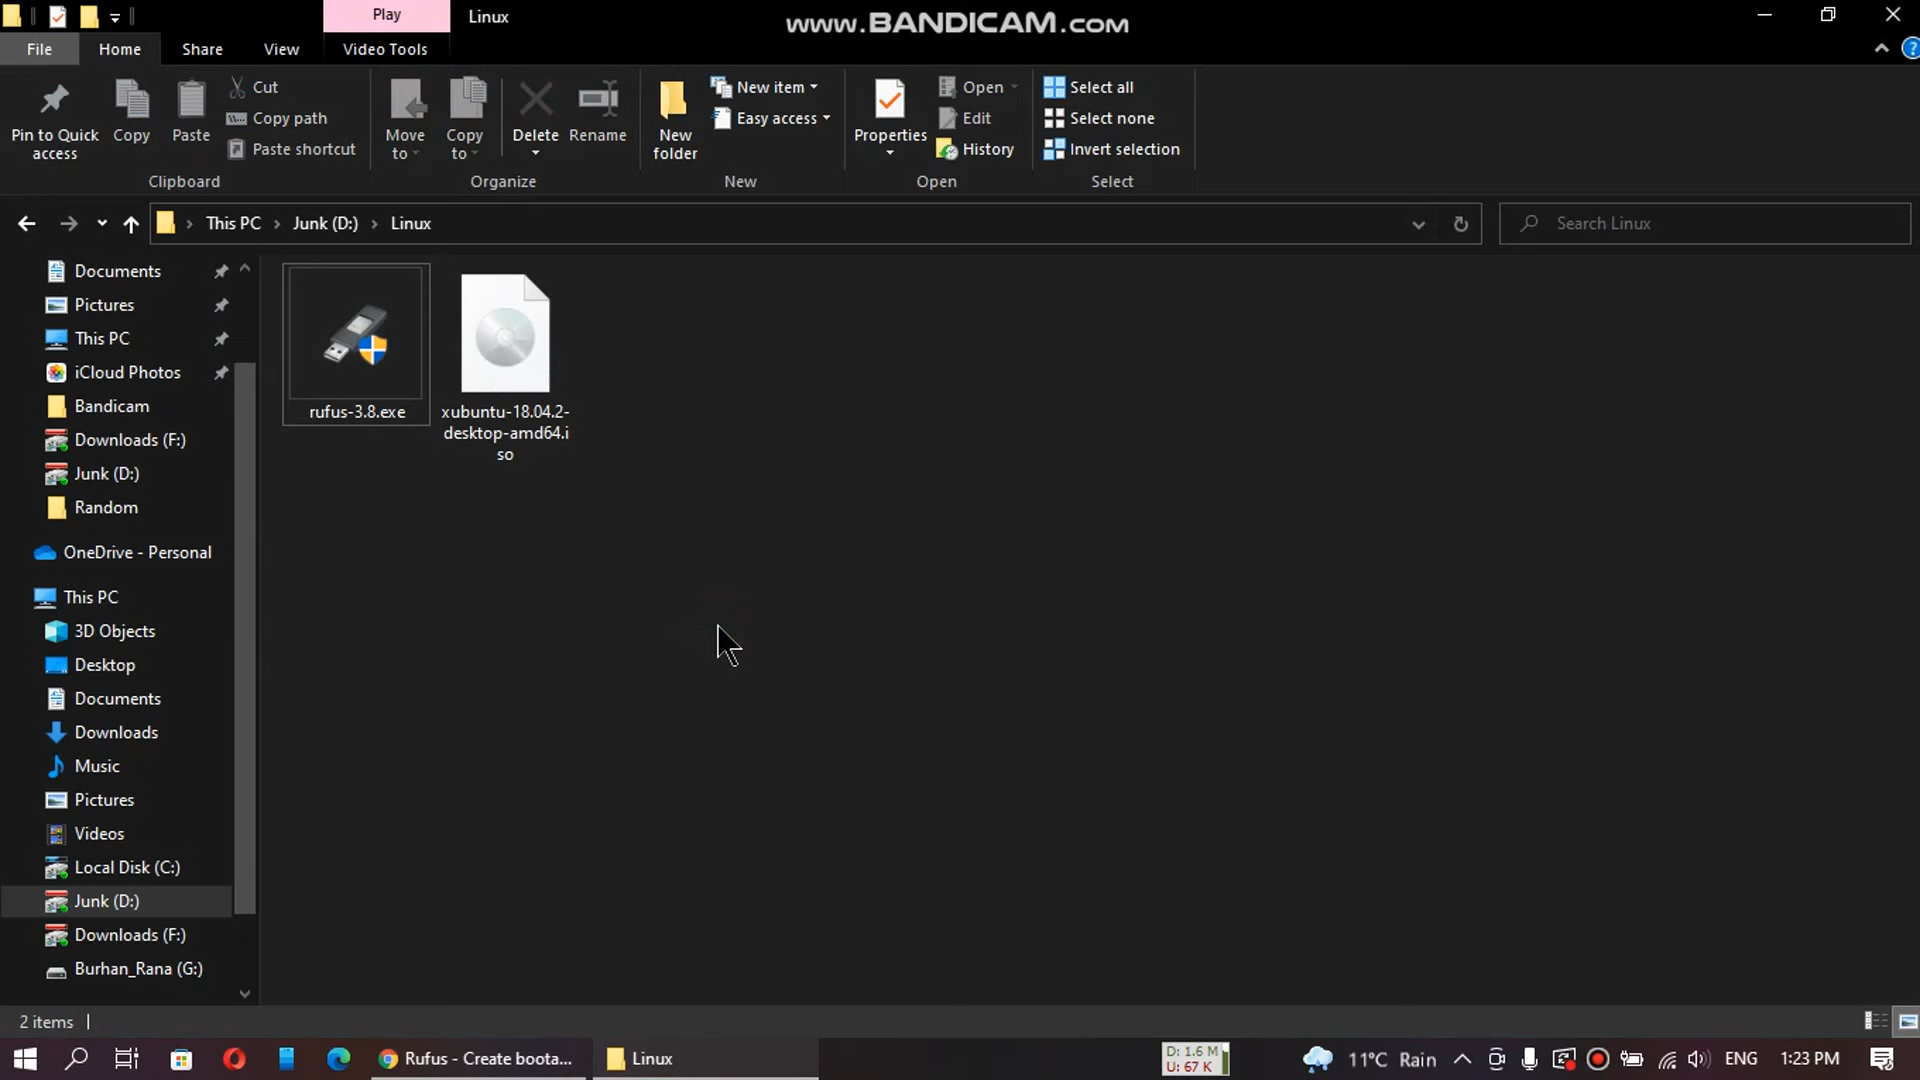 Play
Linux
www.BANDICAM.com
File
Home
Share
View
Video Tools
Pin to Quick
access
Copy
Paste
Cut
Copy path
Paste shortcut
Clipboard
Move
to
Copy
to
Delete
Rename
Organize
New
folder
New item
Easy access
New
Properties
Open
Edit
History
Open
Select all
Select none
Invert selection
Select
This PC
Junk (D:)
Linux
Search Linux
Documents
Pictures
This PC
iCloud Photos
Bandicam
Downloads (F:)
Junk (D:)
Random
OneDrive - Personal
This PC
3D Objects
Desktop
Documents
Downloads
Music
Pictures
Videos
Local Disk (C:)
Junk (D:)
Downloads (F:)
Burhan_Rana (G:)
rufus-3.8.exe
xubuntu-18.04.2-
desktop-amd64.i
so
2 items
Rufus - Create boota...
Linux
D: 1.6 M
U: 67 K
11°C Rain
ENG
1:23 PM